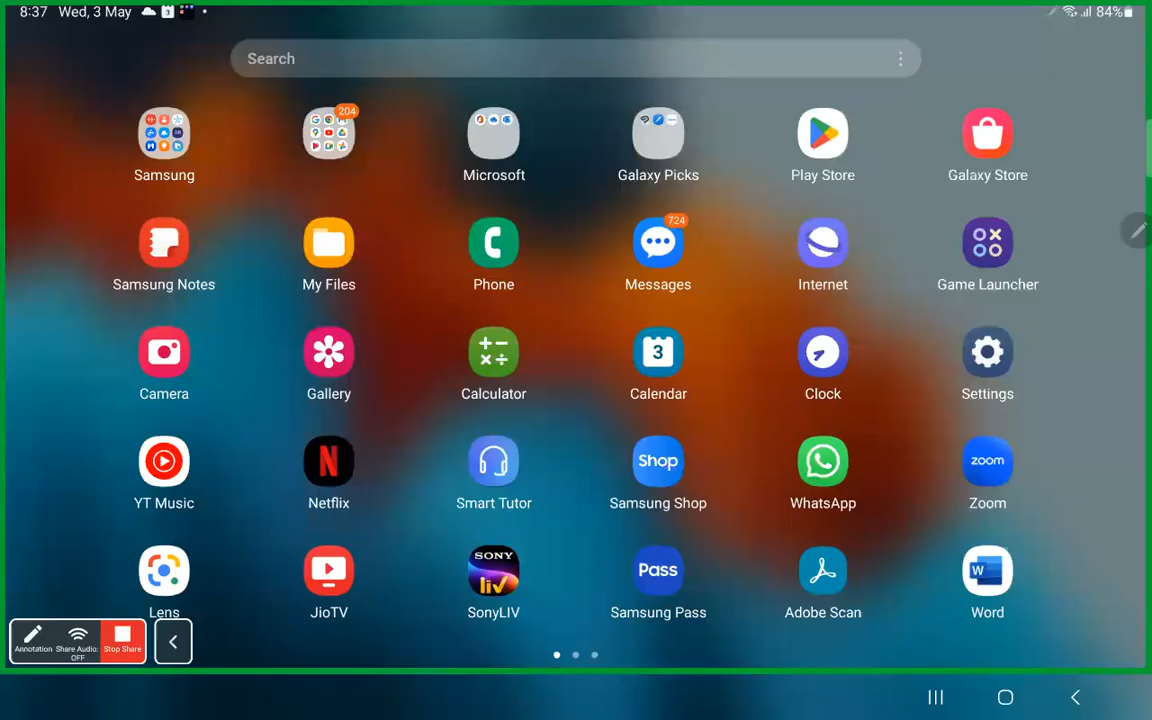 8:37 Wed, 3 May 84%
Search
204
Samsung Microsoft Galaxy Picks Play Store Galaxy Store
724
Samsung Notes My Files Phone Messages Internet Game Launcher
3
Camera Gallery Calculator Calendar Clock Settings
N Shop zoom
YT Music Netflix Smart Tutor Samsung Shop WhatsApp Zoom
SONY
liv Pass W
Lens JioTV SonyLIV Samsung Pass Adobe Scan Word
Annotation Share Audio: Stop Share
OFF